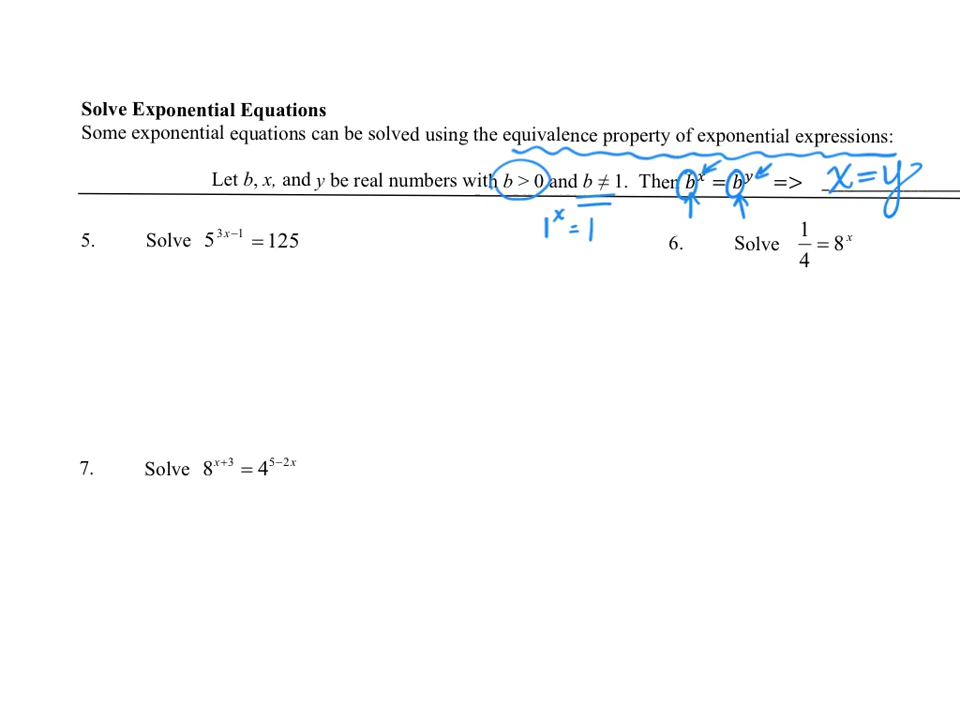 Solve Exponential Equations
Some exponential equations can be solved using the equivalence property of exponential expressions:
Let b, x, and y be real numbers with b > 0 and b ≠ 1. Then b^x = b^y => _ x = y
1^x = 1
5. Solve 5^{3x−1} = 125
6. Solve 1/4 = 8^x
7. Solve 8^{x+3} = 4^{5−2x}